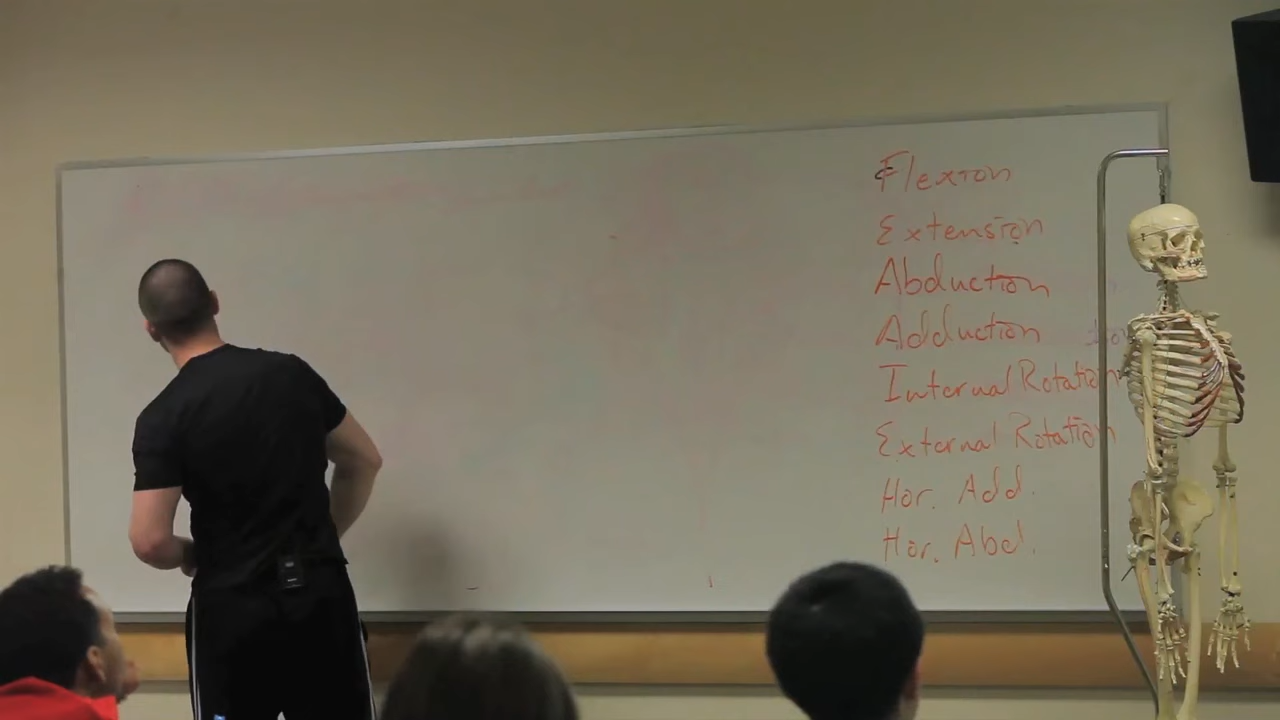 Flexion
Extension
Abduction
Adduction
Internal Rotation
External Rotation
Hor. Add.
Hor. Abd.